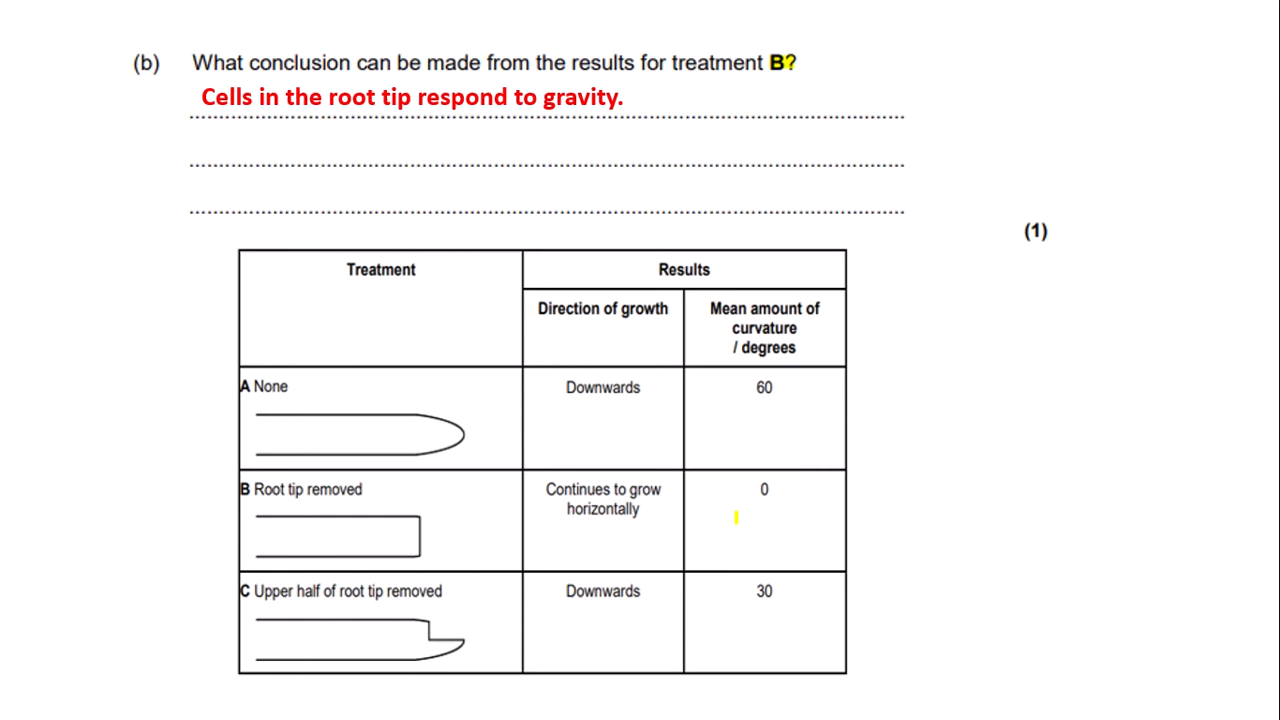 (b) What conclusion can be made from the results for treatment B?
Cells in the root tip respond to gravity.
(1)
Treatment
Results
Direction of growth
Mean amount of
curvature
/ degrees
A None
Downwards
60
B Root tip removed
Continues to grow
horizontally
0
C Upper half of root tip removed
Downwards
30